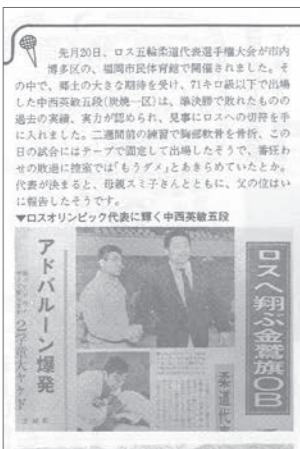 先月20日、ロス五輪柔道代表選手権大会が市内
博多区の、福岡市民体育館で開催されました。そ
の中で、郷土の大きな期待を受け、71キロ級以下で出場
した中西英敏五段(炭焼一区)は、準決勝で敗れたものの
過去の実績、実力が認められ、見事にロスへの切符を手
に入れました。二週間前の練習で胸部軟骨を骨折、この
日の試合にはテープで固定して出場したそうで、番狂わ
せの敗退に控室では「もうダメ」とあきらめていたとか。
代表が決まると、母親スミ子さんとともに、父の位はい
に報告したそうです。
▼ロスオリンピック代表に輝く中西英敏五段
ロスへ翔ぶ金鷲旗OB
柔道代
アドバルーン爆発
2学童大ヤケド